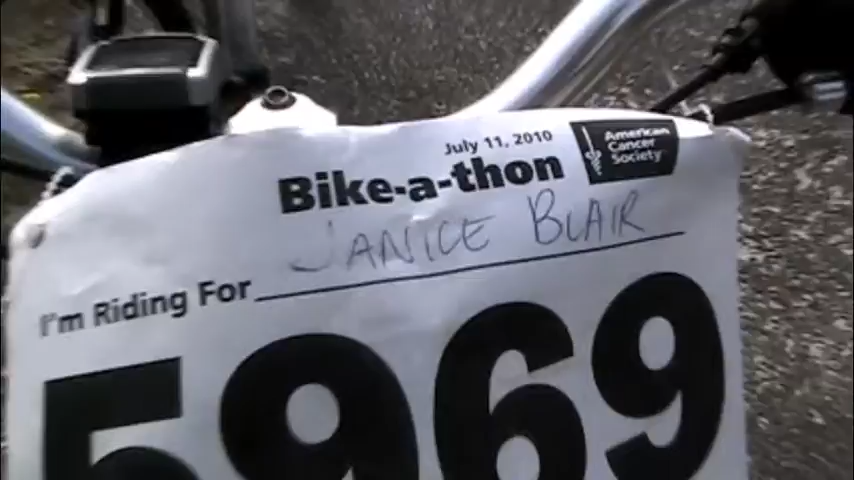 July 11, 2010
American
Cancer
Society
Bike-a-thon
I'm Riding For JANICE BLAIR
5969